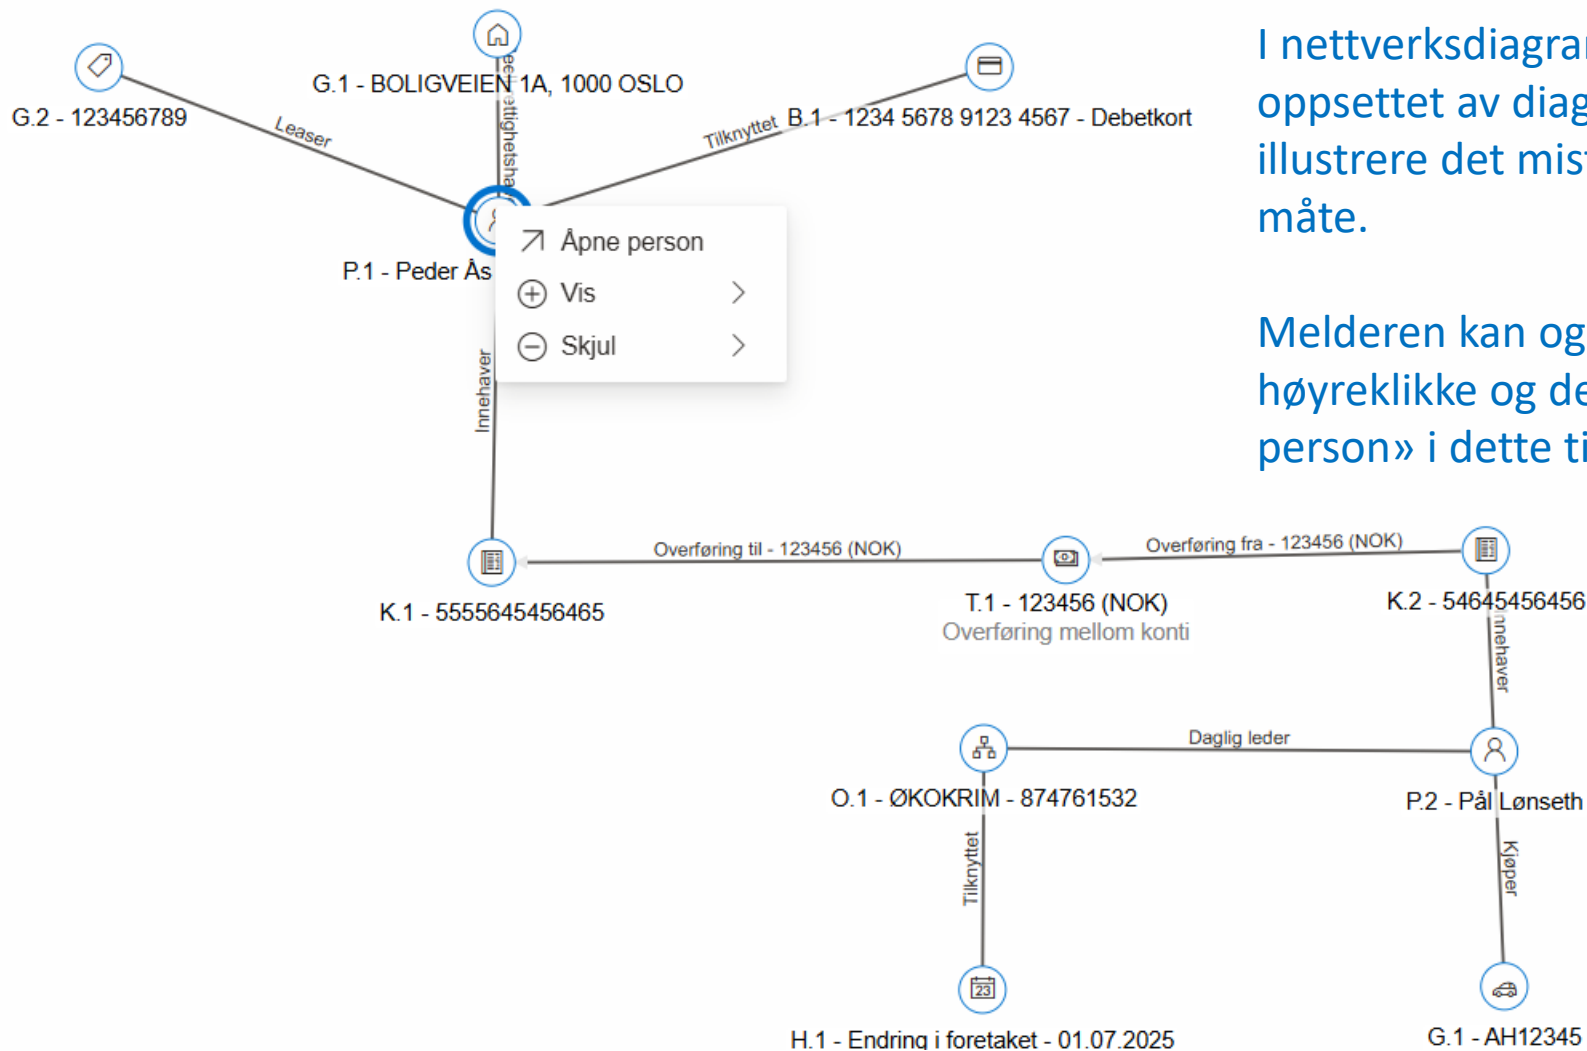 I nettverksdiagra
oppsettet av diag
illustrere det mis
måte.
Melderen kan og
høyreklikke og de
person» i dette ti
G.2 - 123456789
G.1 - BOLIGVEIEN 1A, 1000 OSLO
B.1 - 1234 5678 9123 4567 - Debetkort
Leaser
Tilknyttet
P.1 - Peder Ås
Åpne person
Vis
Skjul
Innehaver
Overføring til - 123456 (NOK)
Overføring fra - 123456 (NOK)
K.1 - 5555645456465
T.1 - 123456 (NOK)
Overføring mellom konti
K.2 - 54645456456
Innehaver
Daglig leder
O.1 - ØKOKRIM - 874761532
P.2 - Pål Lønseth
Tilknyttet
Kjøper
23
H.1 - Endring i foretaket - 01.07.2025
G.1 - AH12345